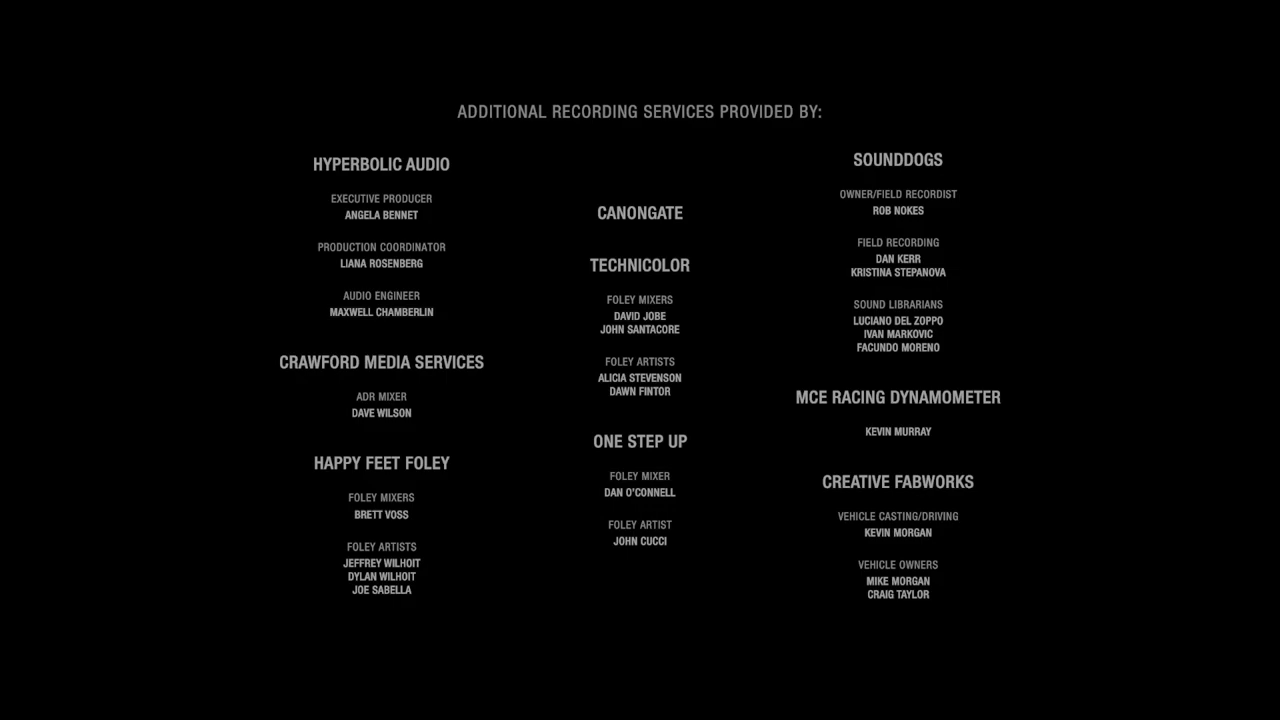 ADDITIONAL RECORDING SERVICES PROVIDED BY:
HYPERBOLIC AUDIO
EXECUTIVE PRODUCER
ANGELA BENNET
PRODUCTION COORDINATOR
LIANA ROSENBERG
AUDIO ENGINEER
MAXWELL CHAMBERLIN
CRAWFORD MEDIA SERVICES
ADR MIXER
DAVE WILSON
HAPPY FEET FOLEY
FOLEY MIXERS
BRETT VOSS
FOLEY ARTISTS
JEFFREY WILHOIT
DYLAN WILHOIT
JOE SABELLA
CANONGATE
TECHNICOLOR
FOLEY MIXERS
DAVID JOBE
JOHN SANTACORE
FOLEY ARTISTS
ALICIA STEVENSON
DAWN FINTOR
ONE STEP UP
FOLEY MIXER
DAN O'CONNELL
FOLEY ARTIST
JOHN CUCCI
SOUNDDOGS
OWNER/FIELD RECORDIST
ROB NOKES
FIELD RECORDING
DAN KERR
KRISTINA STEPANOVA
SOUND LIBRARIANS
LUCIANO DEL ZOPPO
IVAN MARKOVIC
FACUNDO MORENO
MCE RACING DYNAMOMETER
KEVIN MURRAY
CREATIVE FABWORKS
VEHICLE CASTING/DRIVING
KEVIN MORGAN
VEHICLE OWNERS
MIKE MORGAN
CRAIG TAYLOR